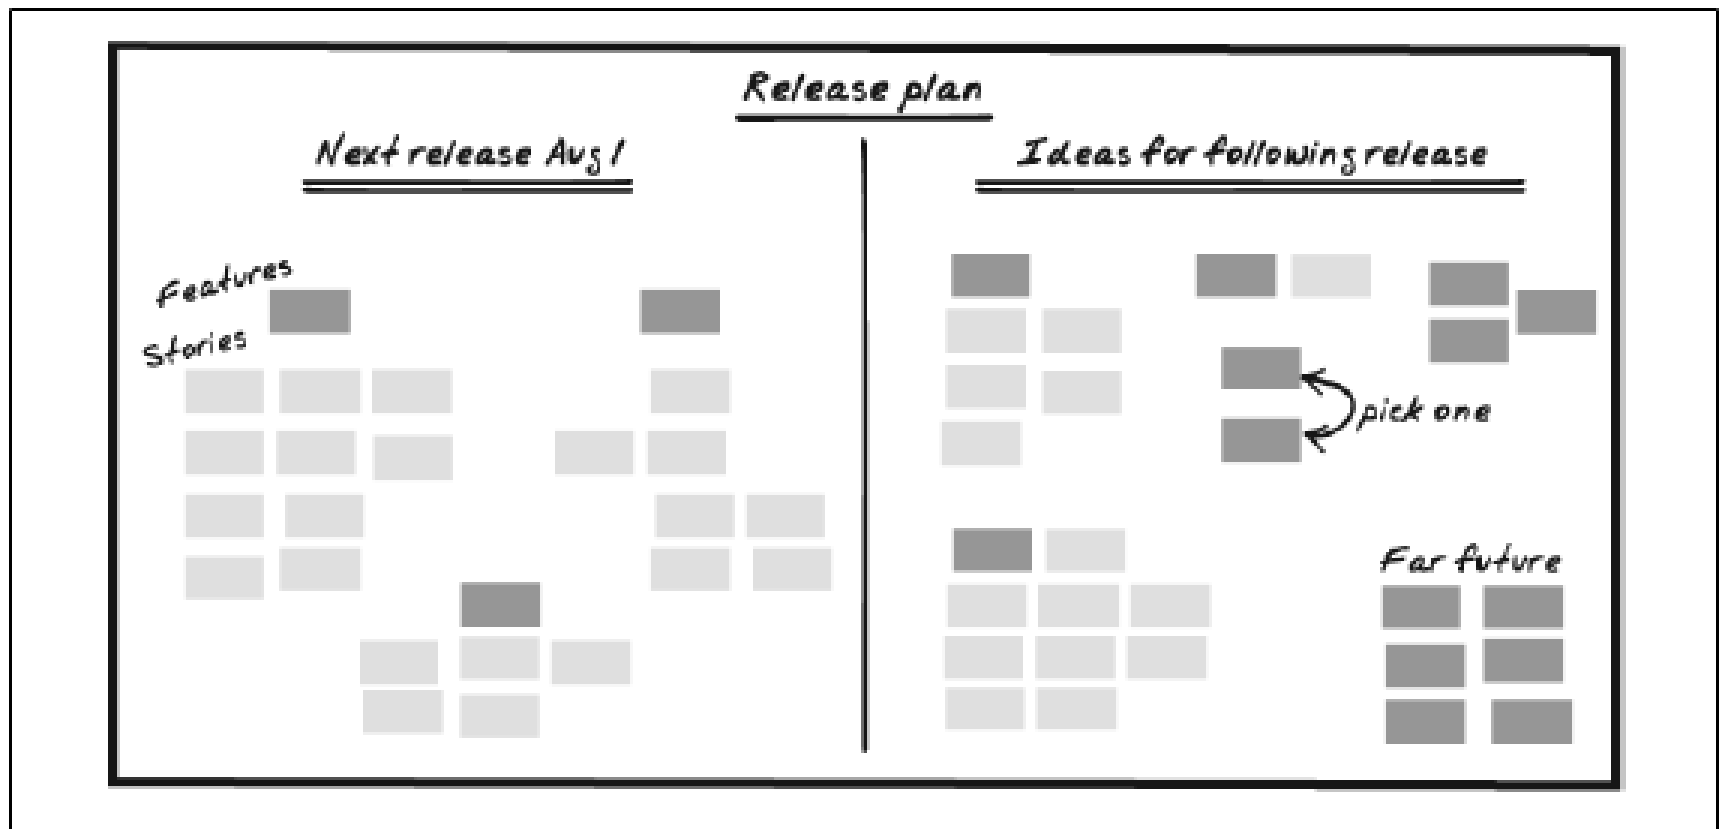 Release plan
Next release Aug 1
Features
Stories
Ideas for following release
pick one
Far future